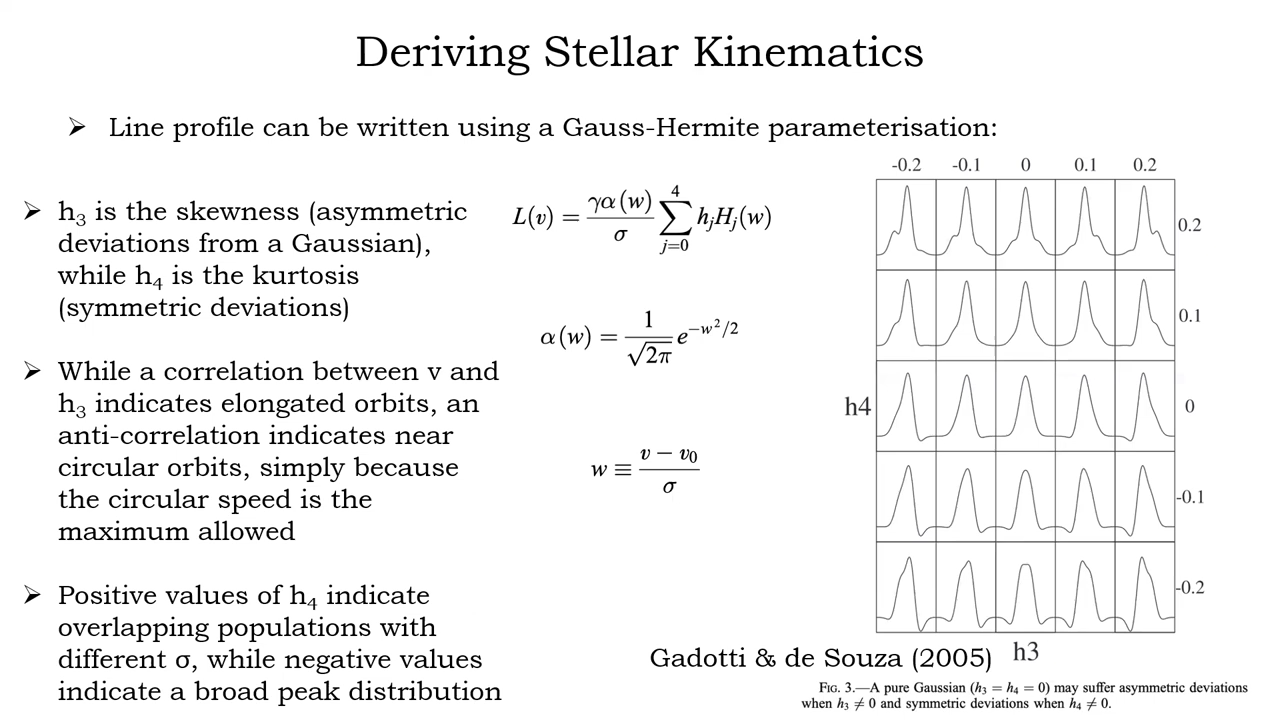 Deriving Stellar Kinematics
➢ Line profile can be written using a Gauss-Hermite parameterisation:
➢ h₃ is the skewness (asymmetric
deviations from a Gaussian),
while h₄ is the kurtosis
(symmetric deviations)
➢ While a correlation between v and
h₃ indicates elongated orbits, an
anti-correlation indicates near
circular orbits, simply because
the circular speed is the
maximum allowed
➢ Positive values of h₄ indicate
overlapping populations with
different σ, while negative values
indicate a broad peak distribution
L(v) = γα(w)/σ ∑_{j=0}^{4} hⱼHⱼ(w)
α(w) = 1/√2π e^{−w²/2}
w ≡ (v − v₀)/σ
-0.2 -0.1 0 0.1 0.2
0.2
0.1
h4 0
-0.1
-0.2
h3
Gadotti & de Souza (2005)
FIG. 3.—A pure Gaussian (h₃ = h₄ = 0) may suffer asymmetric deviations
when h₃ ≠ 0 and symmetric deviations when h₄ ≠ 0.